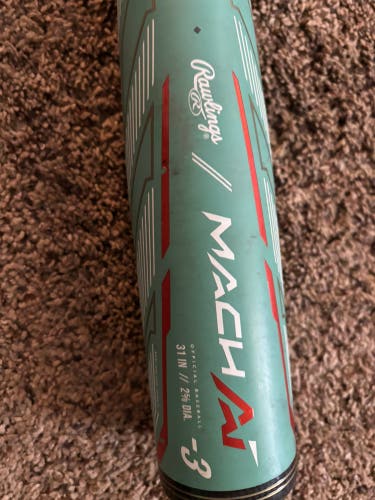 Rawlings
R
// MACH AI
OFFICIAL BASEBALL
31 IN // 2⅝ DIA.
-3